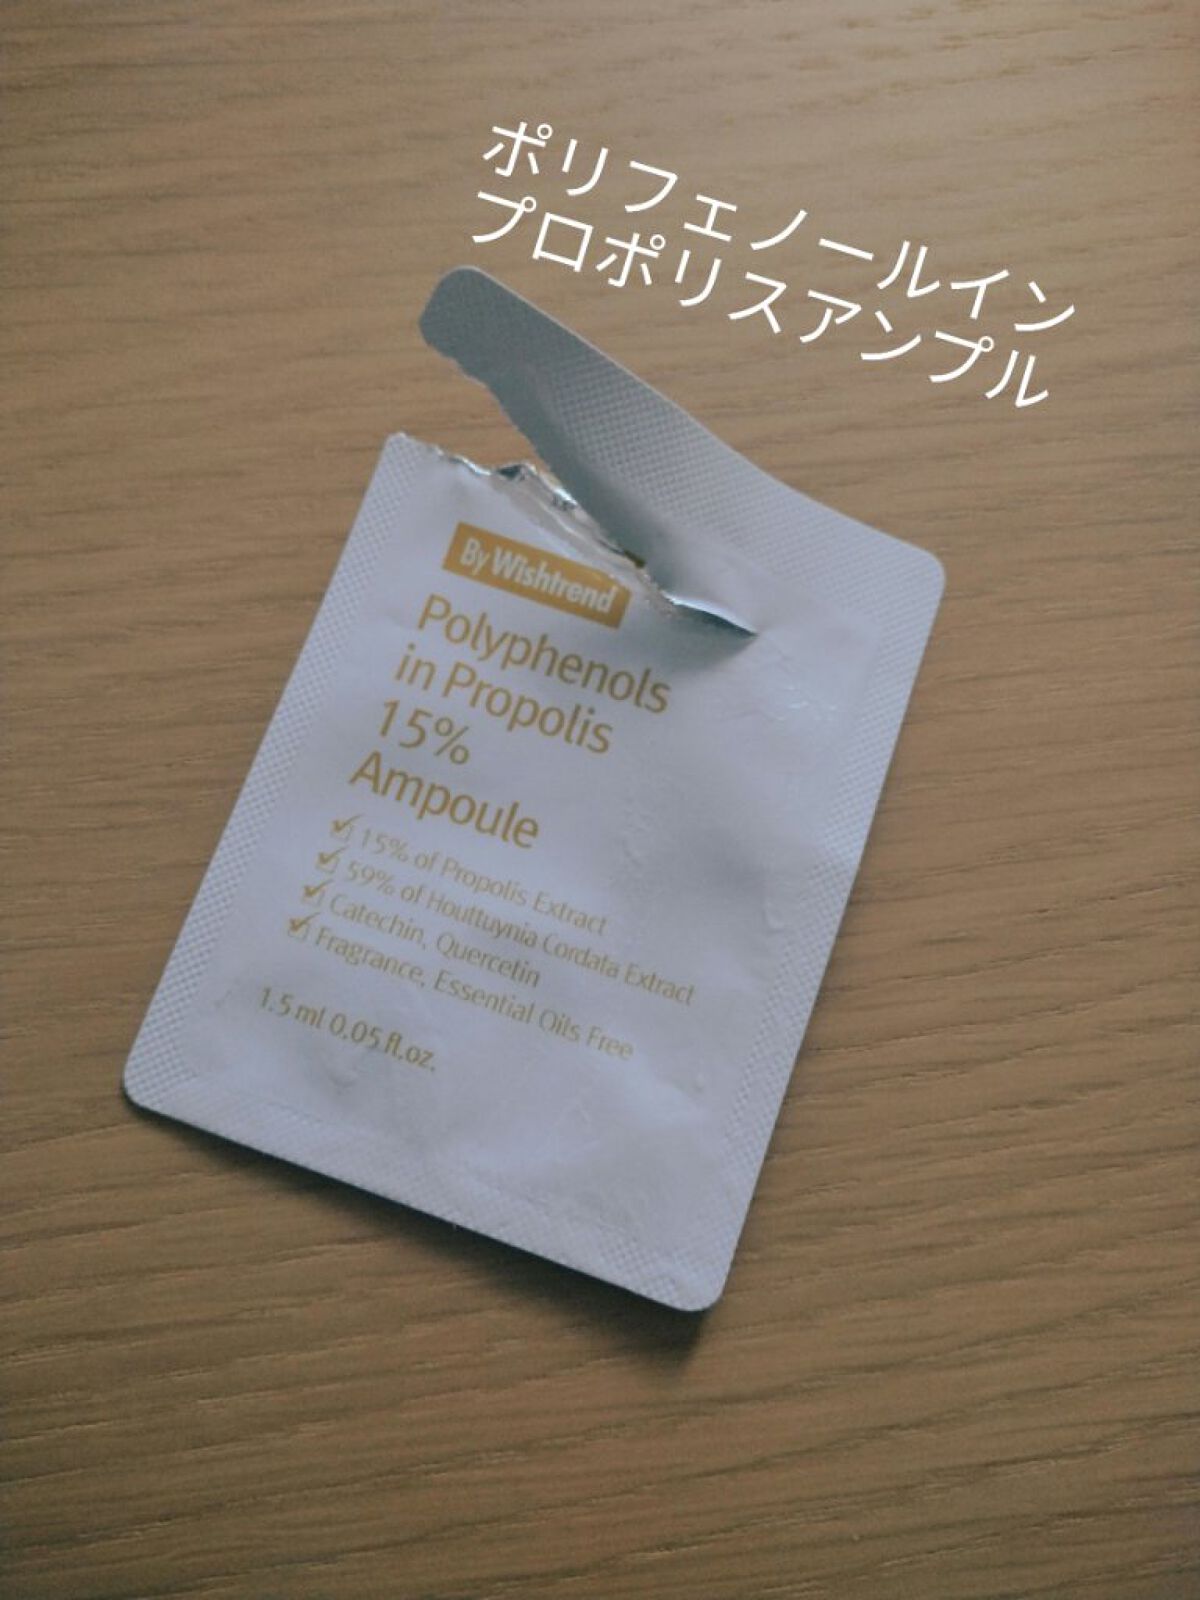 ポリフェノールイン
プロポリスアンプル
By Wishtrend
Polyphenols
in Propolis
15%
Ampoule
15% of Propolis Extract
59% of Houttuynia Cordata Extract
Catechin, Quercetin
Fragrance, Essential Oils Free
1.5 ml 0.05 fl.oz.